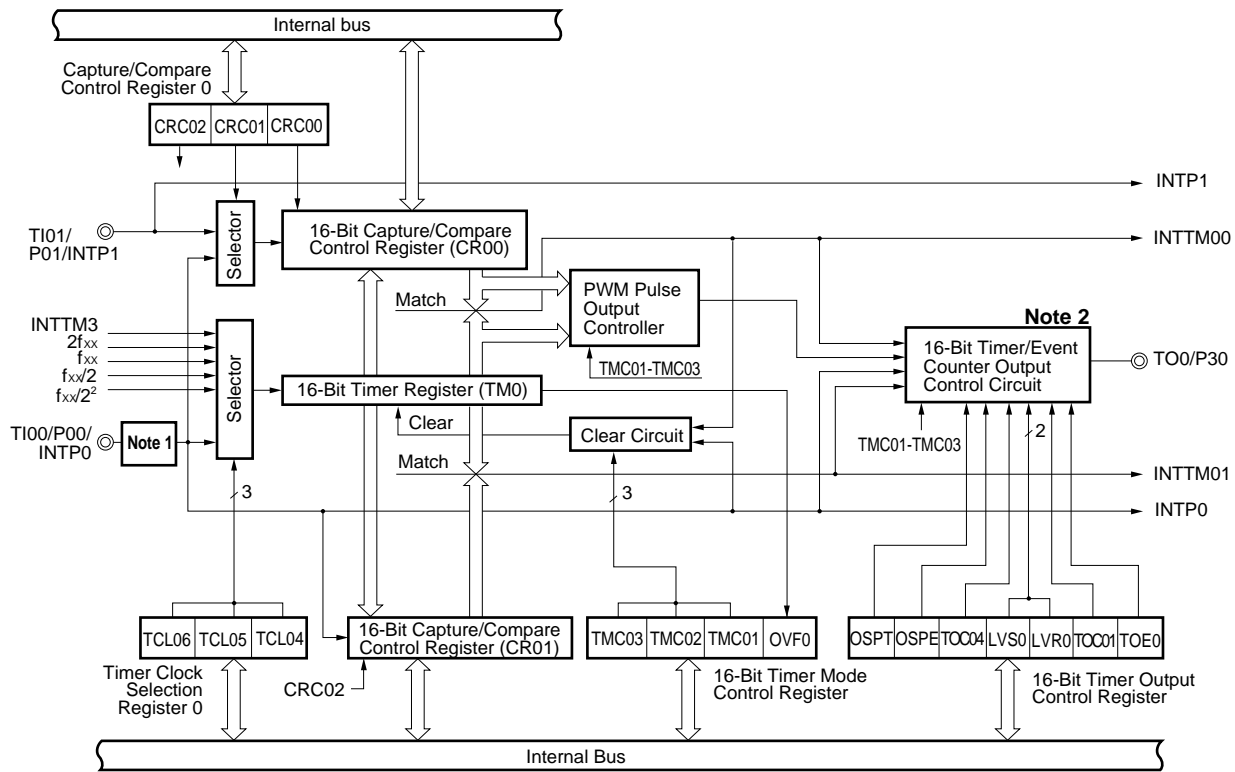 Internal bus
Capture/Compare
Control Register 0
CRC02 CRC01 CRC00
INTP1
TI01/
P01/INTP1
Selector
16-Bit Capture/Compare
Control Register (CR00)
INTTM00
Match
PWM Pulse
Output
Controller
TMC01-TMC03
INTTM3
2fxx
fxx
fxx/2
fxx/2²
Selector
16-Bit Timer Register (TM0)
Note 2
16-Bit Timer/Event
Counter Output
Control Circuit
TO0/P30
TI00/P00/
INTP0
Note 1
Clear
Clear Circuit
TMC01-TMC03
2
Match
INTTM01
3
3
INTP0
TCL06 TCL05 TCL04
Timer Clock
Selection
Register 0
16-Bit Capture/Compare
Control Register (CR01)
CRC02
TMC03 TMC02 TMC01 OVF0
16-Bit Timer Mode
Control Register
OSPT OSPE TOC04 LVS0 LVR0 TOC01 TOE0
16-Bit Timer Output
Control Register
Internal Bus